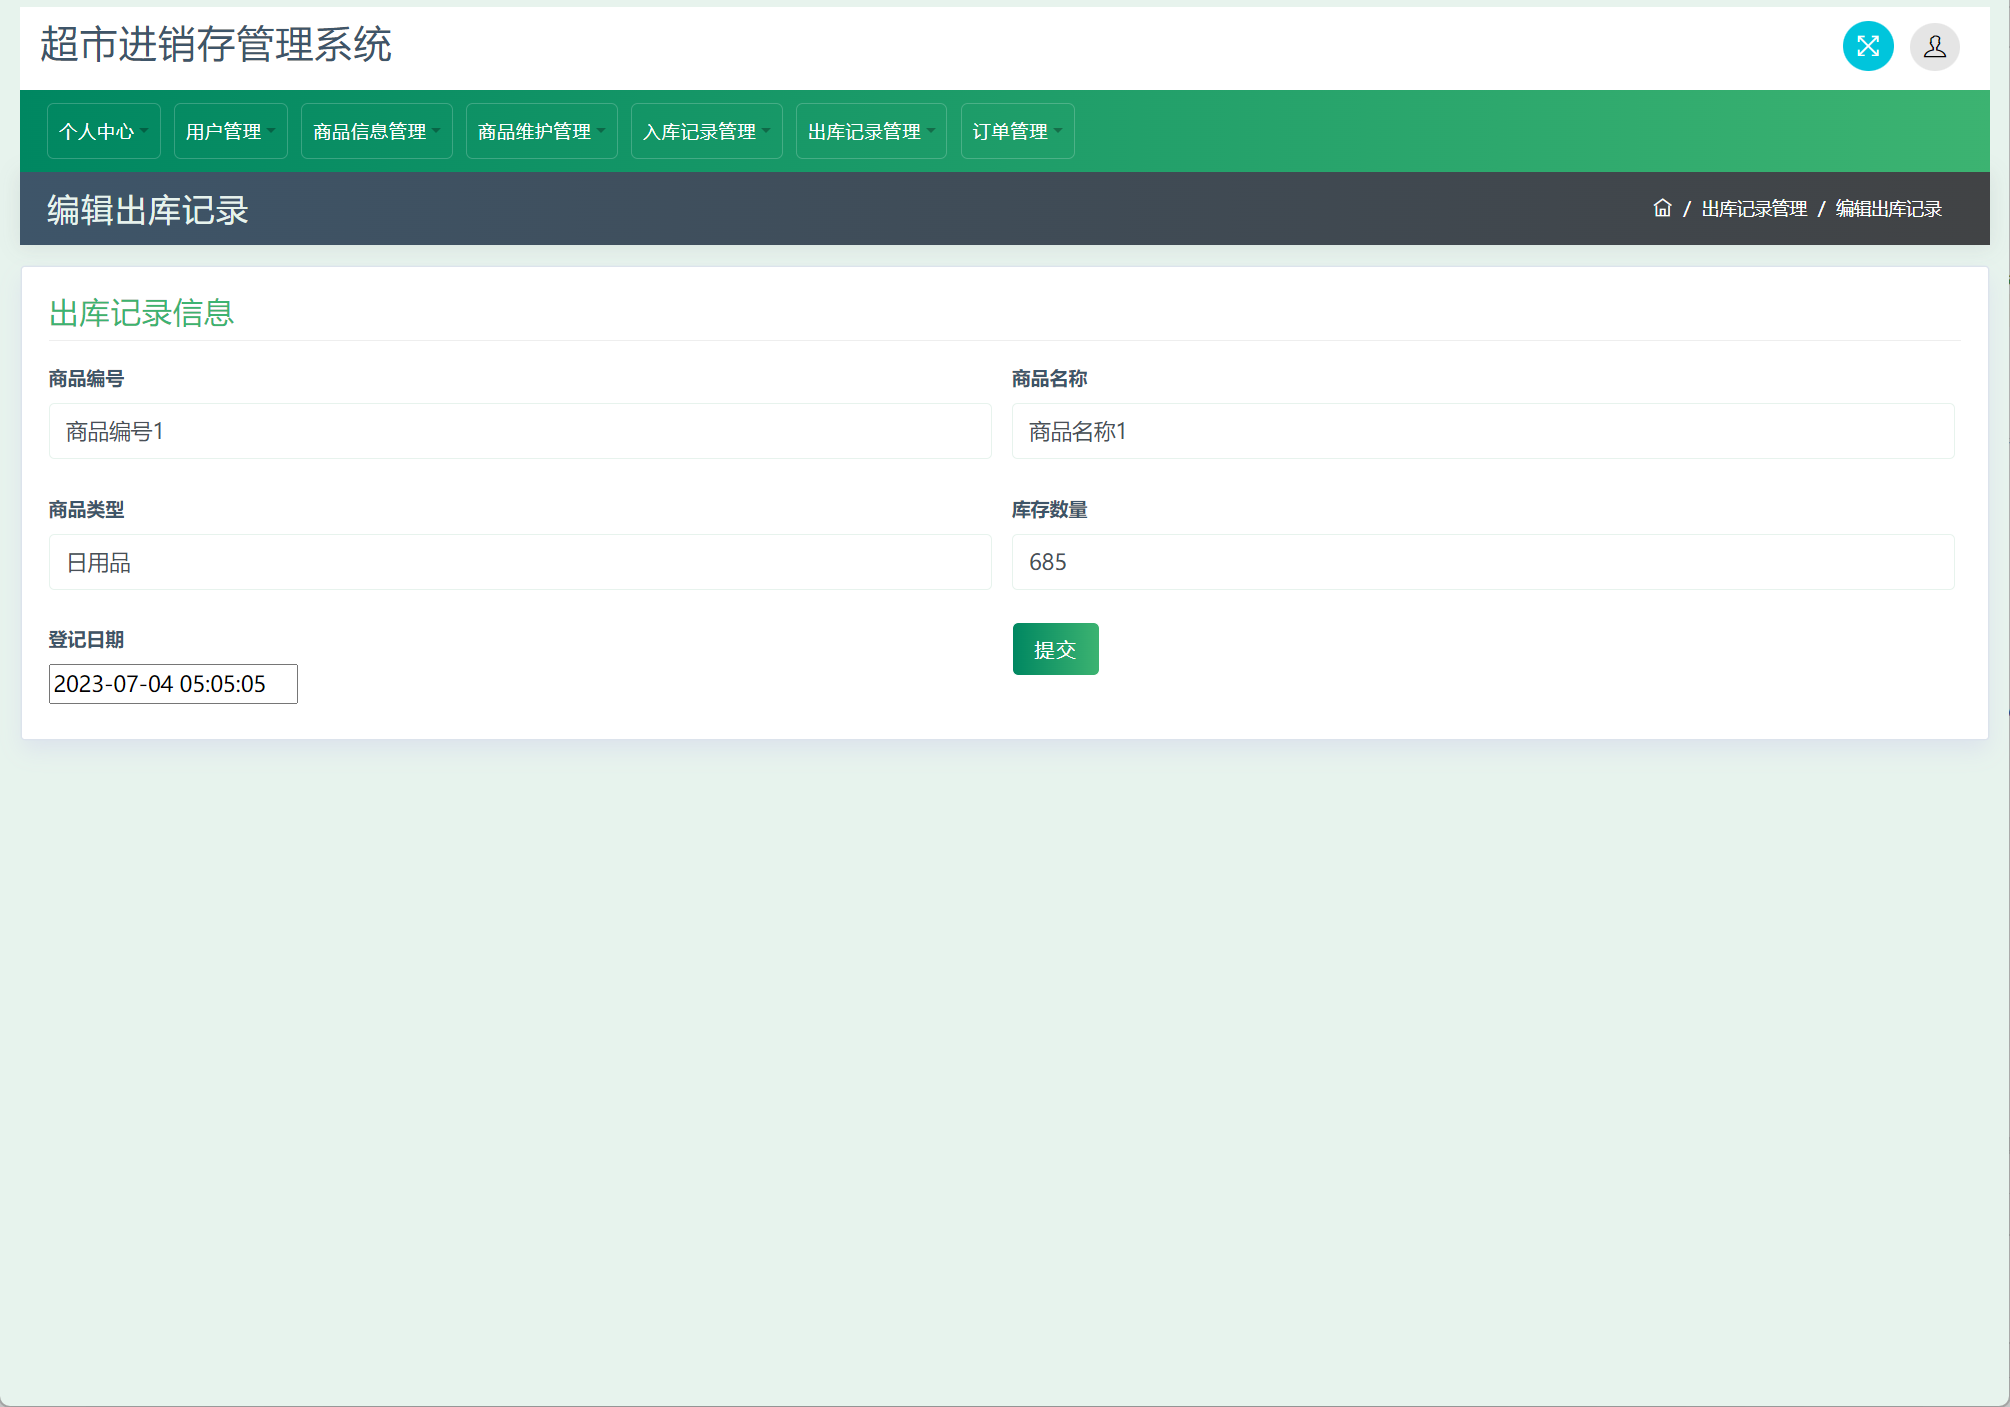 超市进销存管理系统
个人中心 用户管理 商品信息管理 商品维护管理 入库记录管理 出库记录管理 订单管理
编辑出库记录 / 出库记录管理 / 编辑出库记录
出库记录信息
商品编号 商品名称
商品编号1 商品名称1
商品类型 库存数量
日用品 685
登记日期 提交
2023-07-04 05:05:05